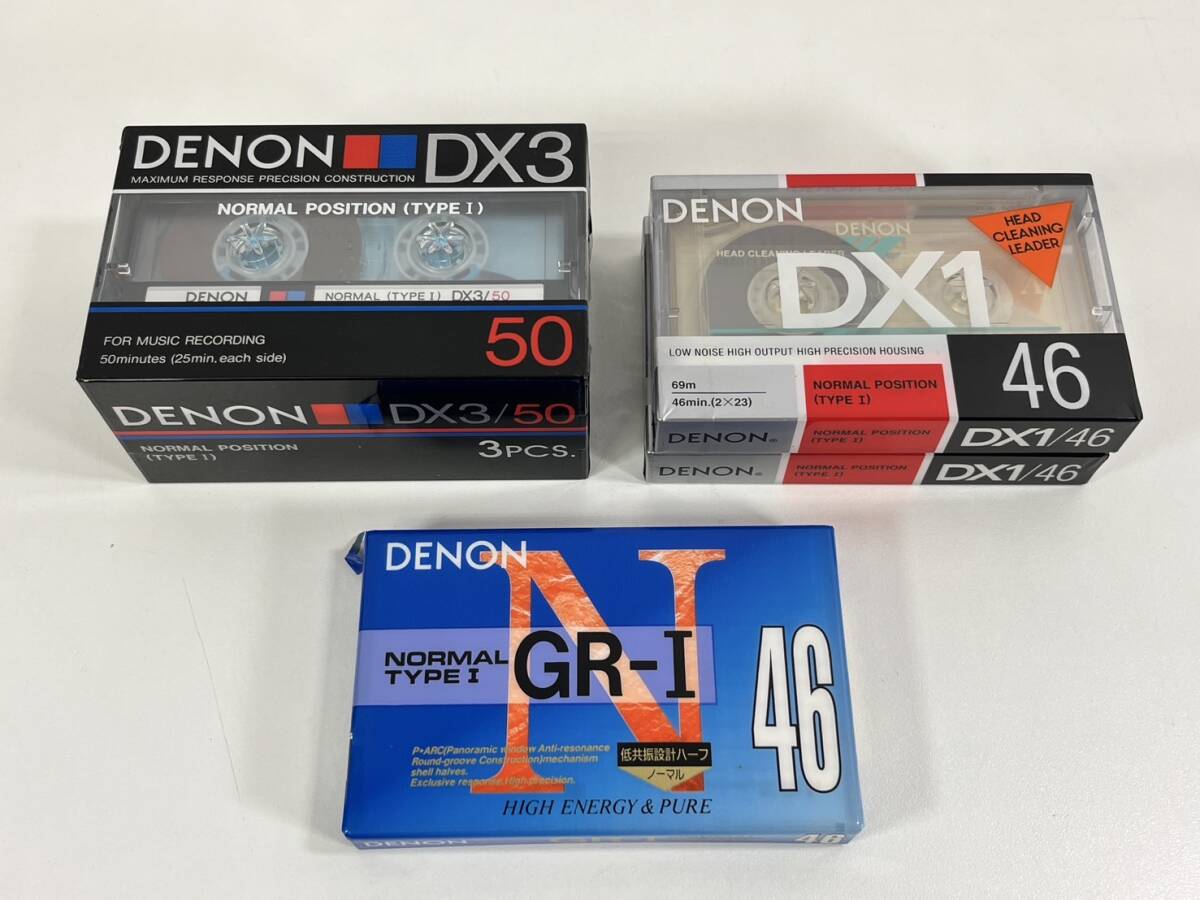 DENON DX3
MAXIMUM RESPONSE PRECISION CONSTRUCTION
NORMAL POSITION (TYPE I)
DENON NORMAL (TYPE I) DX3/50
FOR MUSIC RECORDING
50minutes (25min. each side)
50
DENON DX3/50
NORMAL POSITION
(TYPE I)
3PCS.
DENON
DENON
HEAD CLEANING LEADER
HEAD
CLEANING
LEADER
DX1
LOW NOISE HIGH OUTPUT HIGH PRECISION HOUSING
69m
46min.(2×23)
NORMAL POSITION
(TYPE I)
46
DENON®
NORMAL POSITION
(TYPE I)
DX1/46
DENON®
NORMAL POSITION
(TYPE I)
DX1/46
DENON
N
NORMAL
TYPE I
GR-I
46
P•ARC(Panoramic window Anti-resonance
Round-groove Construction)mechanism
shell halves.
Exclusive response.High-precision.
低共振設計ハーフ
ノーマル
HIGH ENERGY & PURE
DENON
GR-I
46